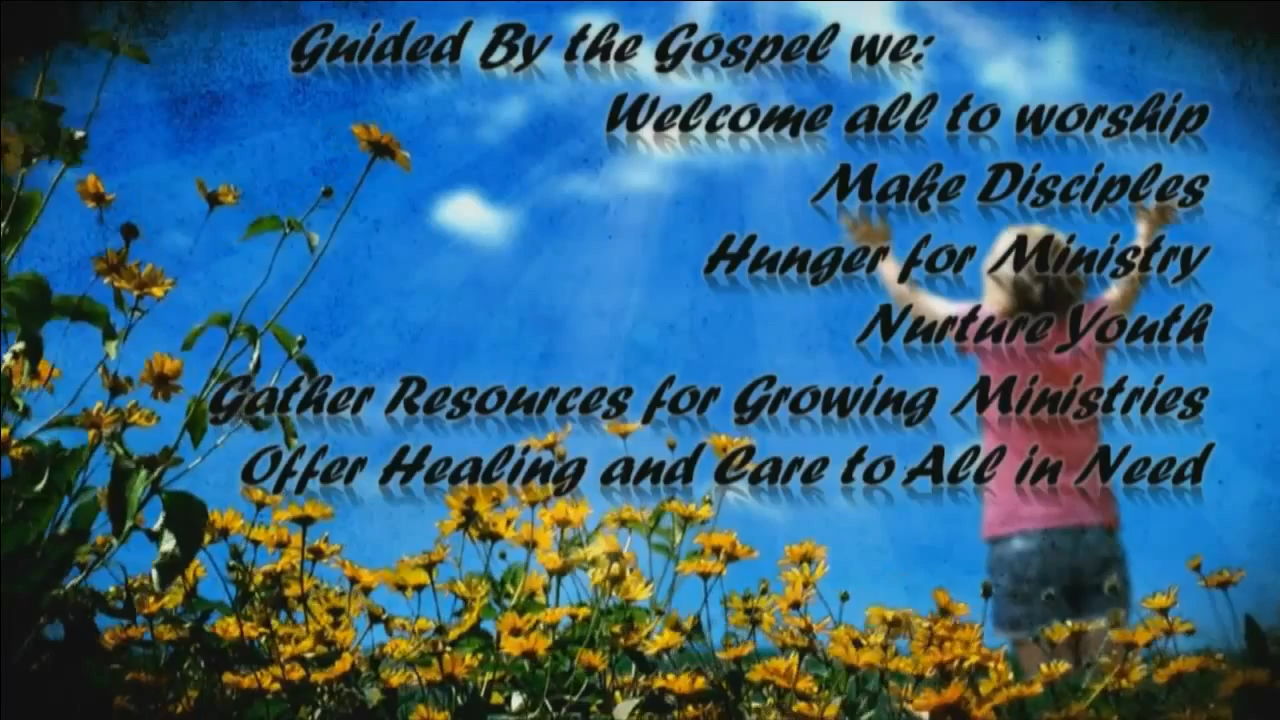 Guided By the Gospel we:
Welcome all to worship
Make Disciples
Hunger for Ministry
Nurture Youth
Gather Resources for Growing Ministries
Offer Healing and Care to All in Need